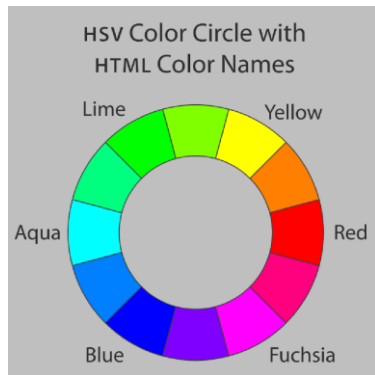 HSV Color Circle with
HTML Color Names
Lime
Yellow
Aqua
Red
Blue
Fuchsia